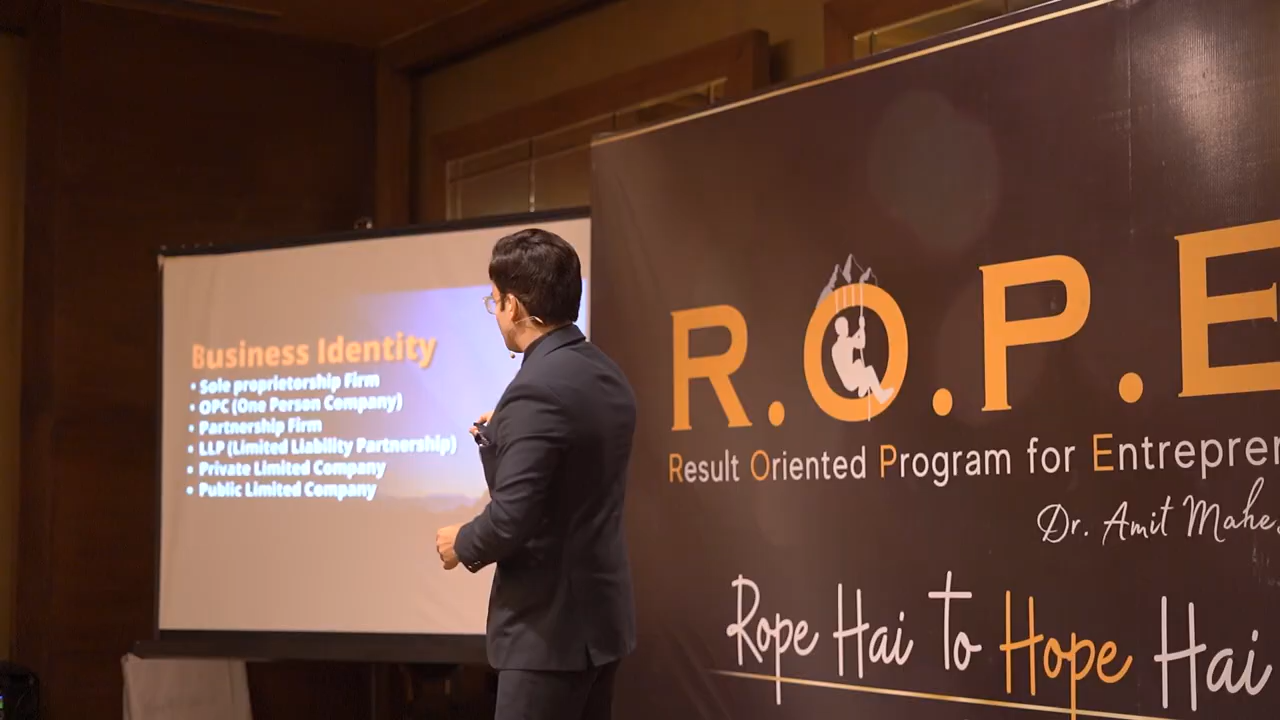 Business Identity
• Sole proprietorship Firm
• OPC (One Person Company)
• Partnership Firm
• LLP (Limited Liability Partnership)
• Private Limited Company
• Public Limited Company
R.O.P.E
Result Oriented Program for Entrepren
Dr. Amit Mahe
Rope Hai To Hope Hai